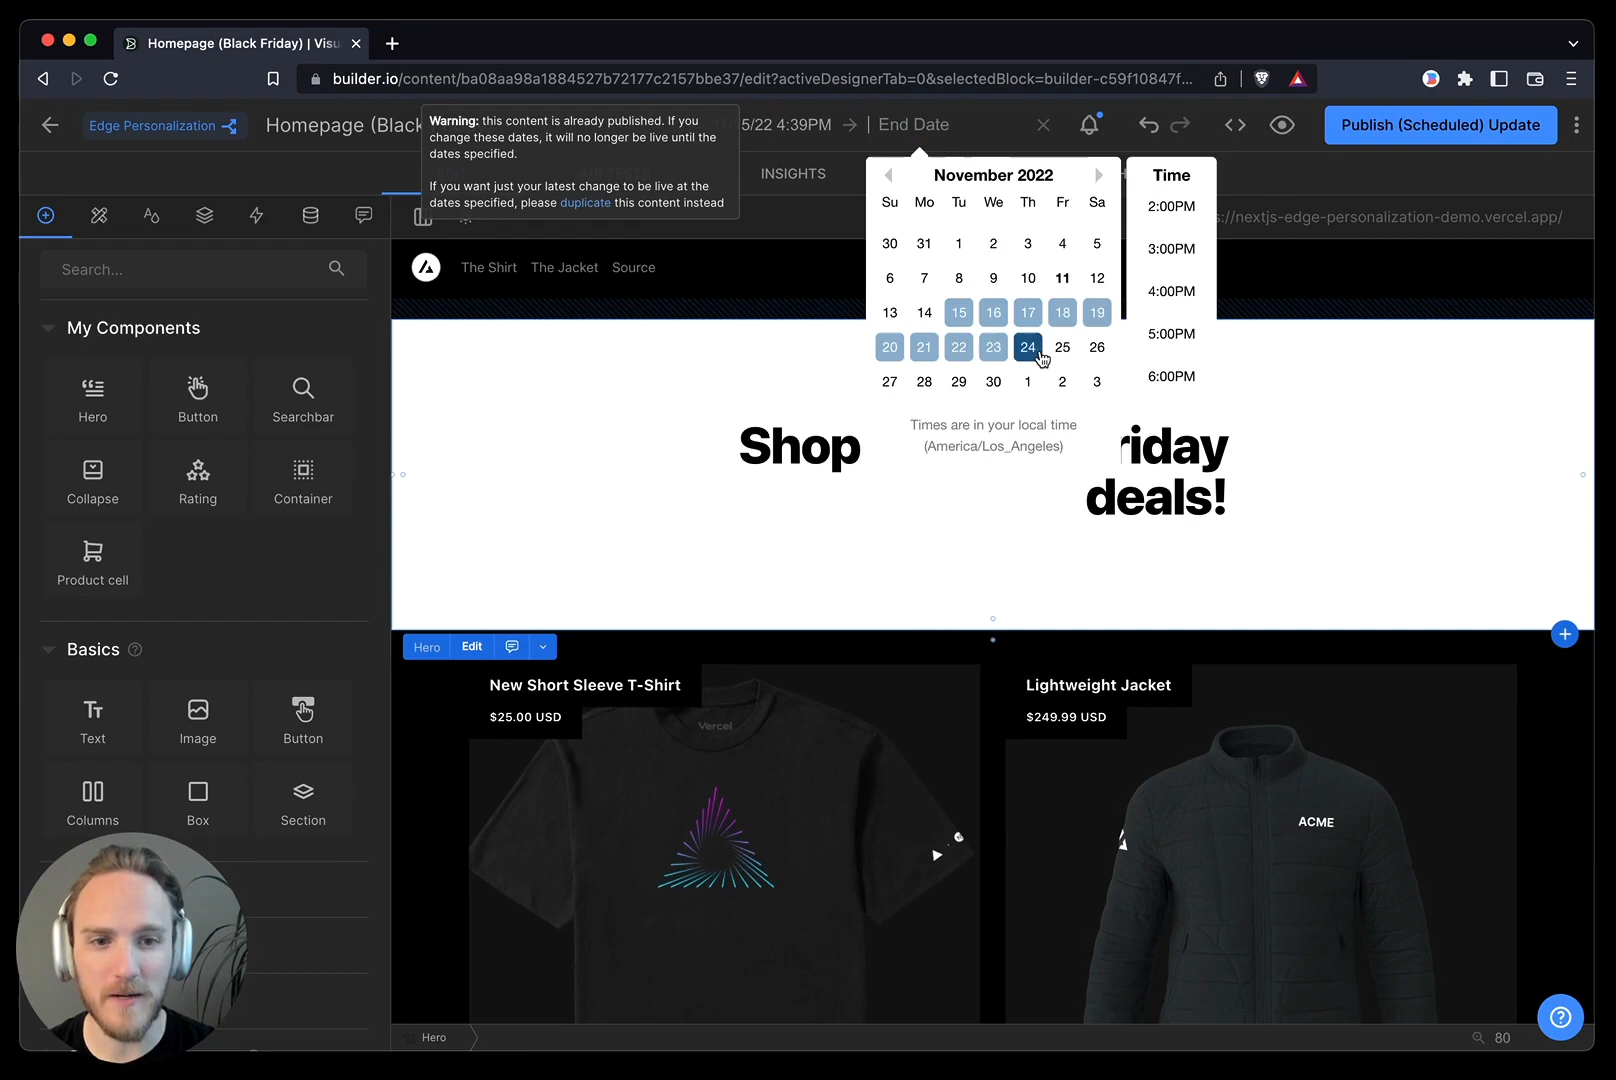 Homepage (Black Friday) | Visu
builder.io/content/ba08aa98a1884527b72177c2157bbe37/edit?activeDesignerTab=0&selectedBlock=builder-c59f10847f...
Edge Personalization
Homepage (Black
5/22 4:39PM
End Date
Publish (Scheduled) Update
Warning: this content is already published. If you
change these dates, it will no longer be live until the
dates specified.
If you want just your latest change to be live at the
dates specified, please duplicate this content instead
INSIGHTS
November 2022
Su Mo Tu We Th Fr Sa
30 31 1 2 3 4 5
6 7 8 9 10 11 12
13 14 15 16 17 18 19
20 21 22 23 24 25 26
27 28 29 30 1 2 3
Times are in your local time
(America/Los_Angeles)
Time
2:00PM
3:00PM
4:00PM
5:00PM
6:00PM
s://nextjs-edge-personalization-demo.vercel.app/
Search...
My Components
Hero
Button
Searchbar
Collapse
Rating
Container
Product cell
Basics
Text
Image
Button
Columns
Box
Section
The Shirt
The Jacket
Source
Shop
riday
deals!
Hero
Edit
New Short Sleeve T-Shirt
$25.00 USD
Vercel
Lightweight Jacket
$249.99 USD
ACME
Hero
80